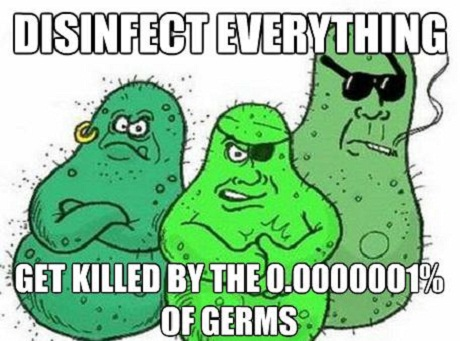 DISINFECT EVERYTHING
GET KILLED BY THE 0.0000001%
OF GERMS